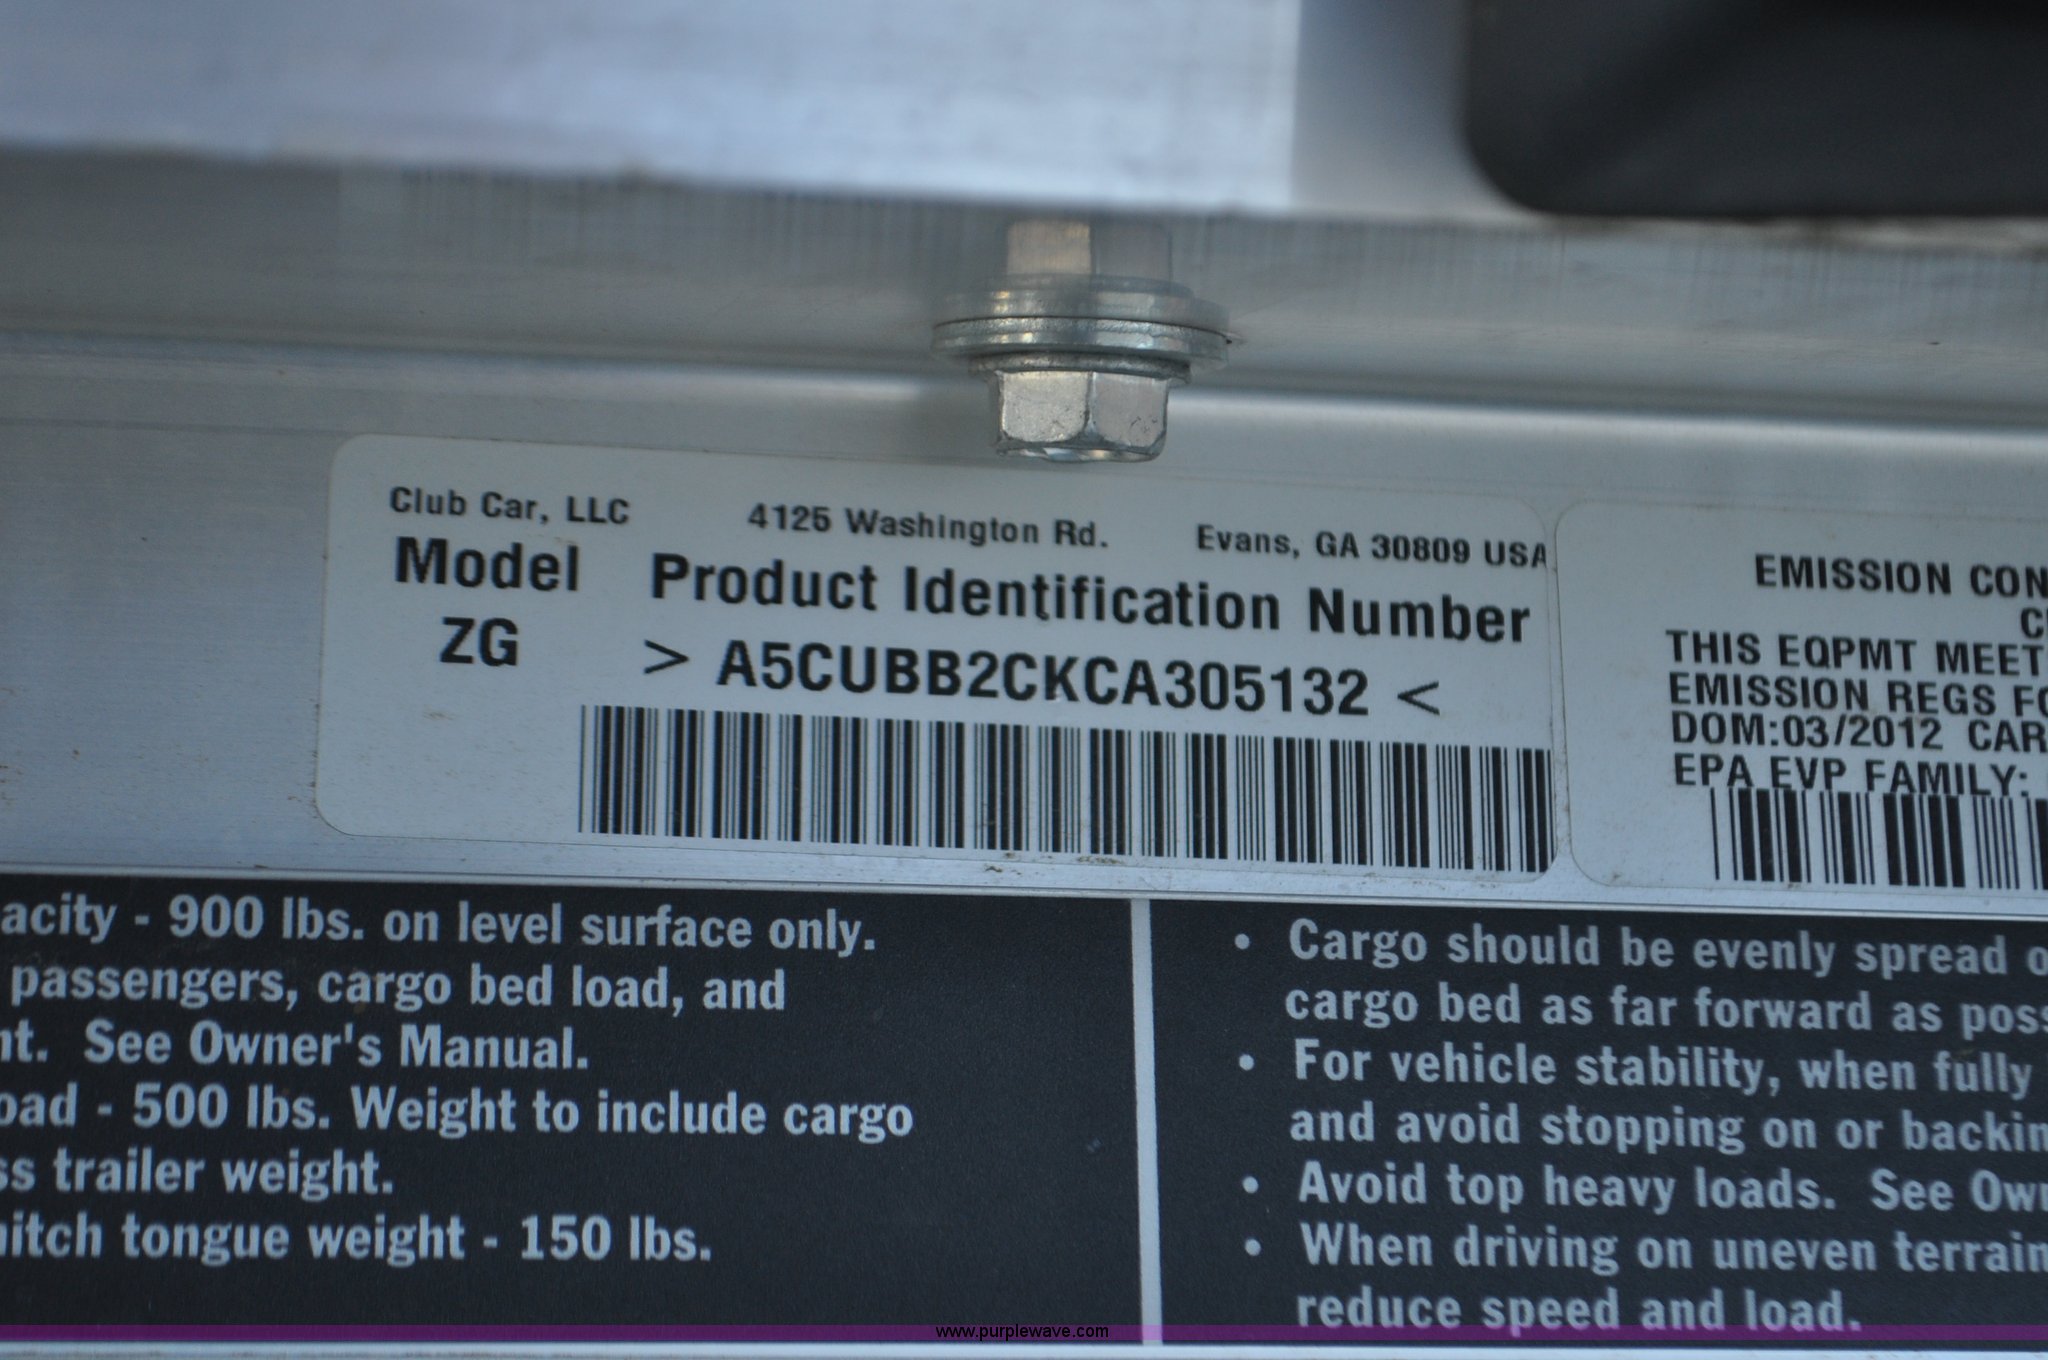 Club Car, LLC 4125 Washington Rd. Evans, GA 30809 USA
Model Product Identification Number
ZG > A5CUBB2CKCA305132 <
EMISSION CON
C
THIS EQPMT MEET
EMISSION REGS FO
DOM:03/2012 CAR
EPA EVP FAMILY:
acity - 900 lbs. on level surface only.
passengers, cargo bed load, and
nt. See Owner's Manual.
oad - 500 lbs. Weight to include cargo
ss trailer weight.
hitch tongue weight - 150 lbs.
• Cargo should be evenly spread o
cargo bed as far forward as poss
• For vehicle stability, when fully
and avoid stopping on or backin
• Avoid top heavy loads. See Own
• When driving on uneven terrain
reduce speed and load.
www.purplewave.com